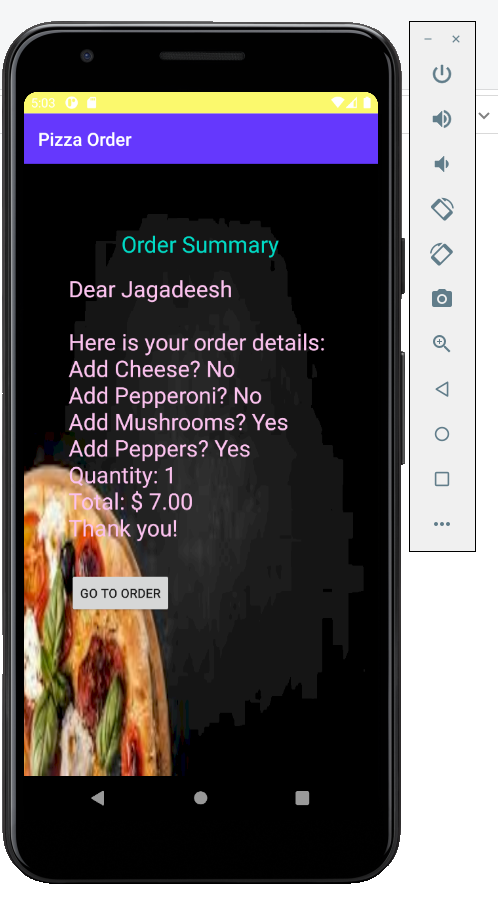 5:03
Pizza Order
Order Summary
Dear Jagadeesh
Here is your order details:
Add Cheese? No
Add Pepperoni? No
Add Mushrooms? Yes
Add Peppers? Yes
Quantity: 1
Total: $ 7.00
Thank you!
GO TO ORDER